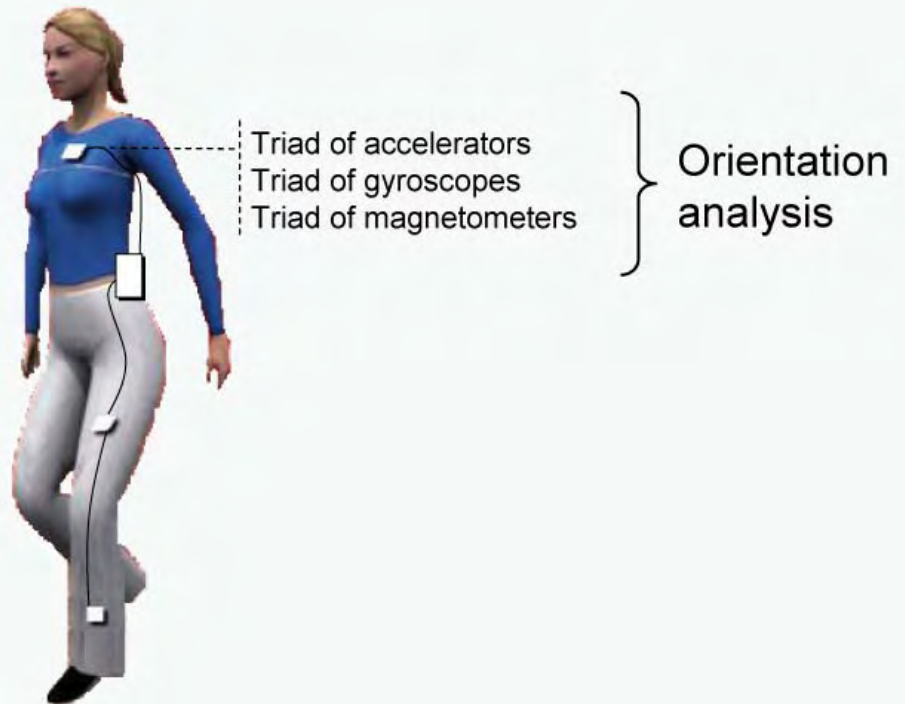 Triad of accelerators
Triad of gyroscopes
Triad of magnetometers
Orientation
analysis